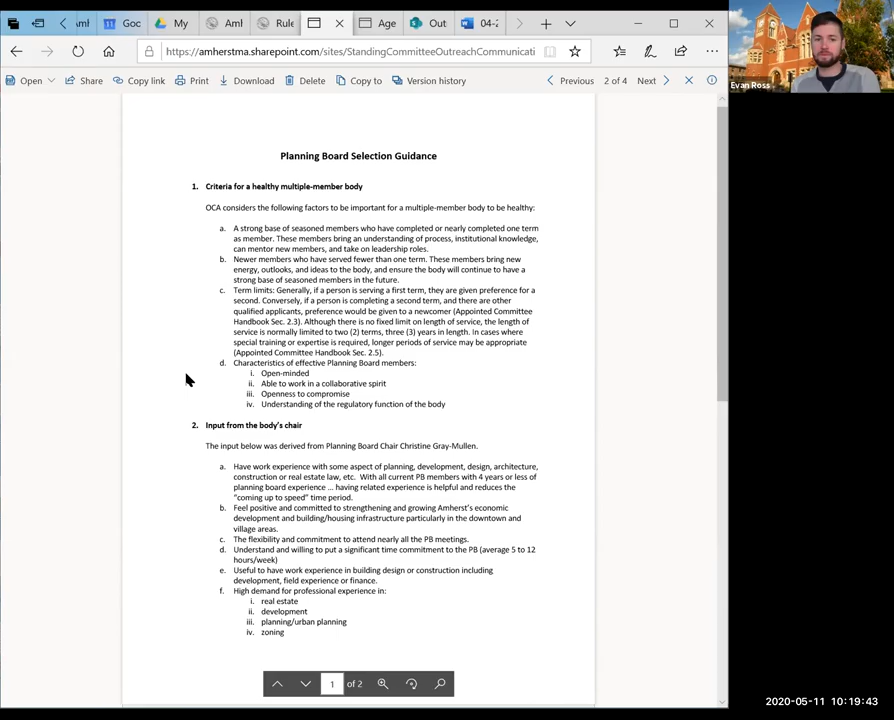 Goc
My
Aml
Rule
Age
Out
04-2
https://amherstma.sharepoint.com/sites/StandingCommitteeOutreachCommunicati
Open
Share
Copy link
Print
Download
Delete
Copy to
Version history
Previous
2 of 4
Next
Evan Ross
Planning Board Selection Guidance
1. Criteria for a healthy multiple-member body
OCA considers the following factors to be important for a multiple-member body to be healthy:
a. A strong base of seasoned members who have completed or nearly completed one term
as member. These members bring an understanding of process, institutional knowledge,
can mentor new members, and take on leadership roles.
b. Newer members who have served fewer than one term. These members bring new
energy, outlooks, and ideas to the body, and ensure the body will continue to have a
strong base of seasoned members in the future.
c. Term limits: Generally, if a person is serving a first term, they are given preference for a
second. Conversely, if a person is completing a second term, and there are other
qualified applicants, preference would be given to a newcomer (Appointed Committee
Handbook Sec. 2.3). Although there is no fixed limit on length of service, the length of
service is normally limited to two (2) terms, three (3) years in length. In cases where
special training or expertise is required, longer periods of service may be appropriate
(Appointed Committee Handbook Sec. 2.5).
d. Characteristics of effective Planning Board members:
i. Open-minded
ii. Able to work in a collaborative spirit
iii. Openness to compromise
iv. Understanding of the regulatory function of the body
2. Input from the body's chair
The input below was derived from Planning Board Chair Christine Gray-Mullen.
a. Have work experience with some aspect of planning, development, design, architecture,
construction or real estate law, etc. With all current PB members with 4 years or less of
planning board experience ... having related experience is helpful and reduces the
"coming up to speed" time period.
b. Feel positive and committed to strengthening and growing Amherst's economic
development and building/housing infrastructure particularly in the downtown and
village areas.
c. The flexibility and commitment to attend nearly all the PB meetings.
d. Understand and willing to put a significant time commitment to the PB (average 5 to 12
hours/week)
e. Useful to have work experience in building design or construction including
development, field experience or finance.
f. High demand for professional experience in:
i. real estate
ii. development
iii. planning/urban planning
iv. zoning
1 of 2
2020-05-11 10:19:43